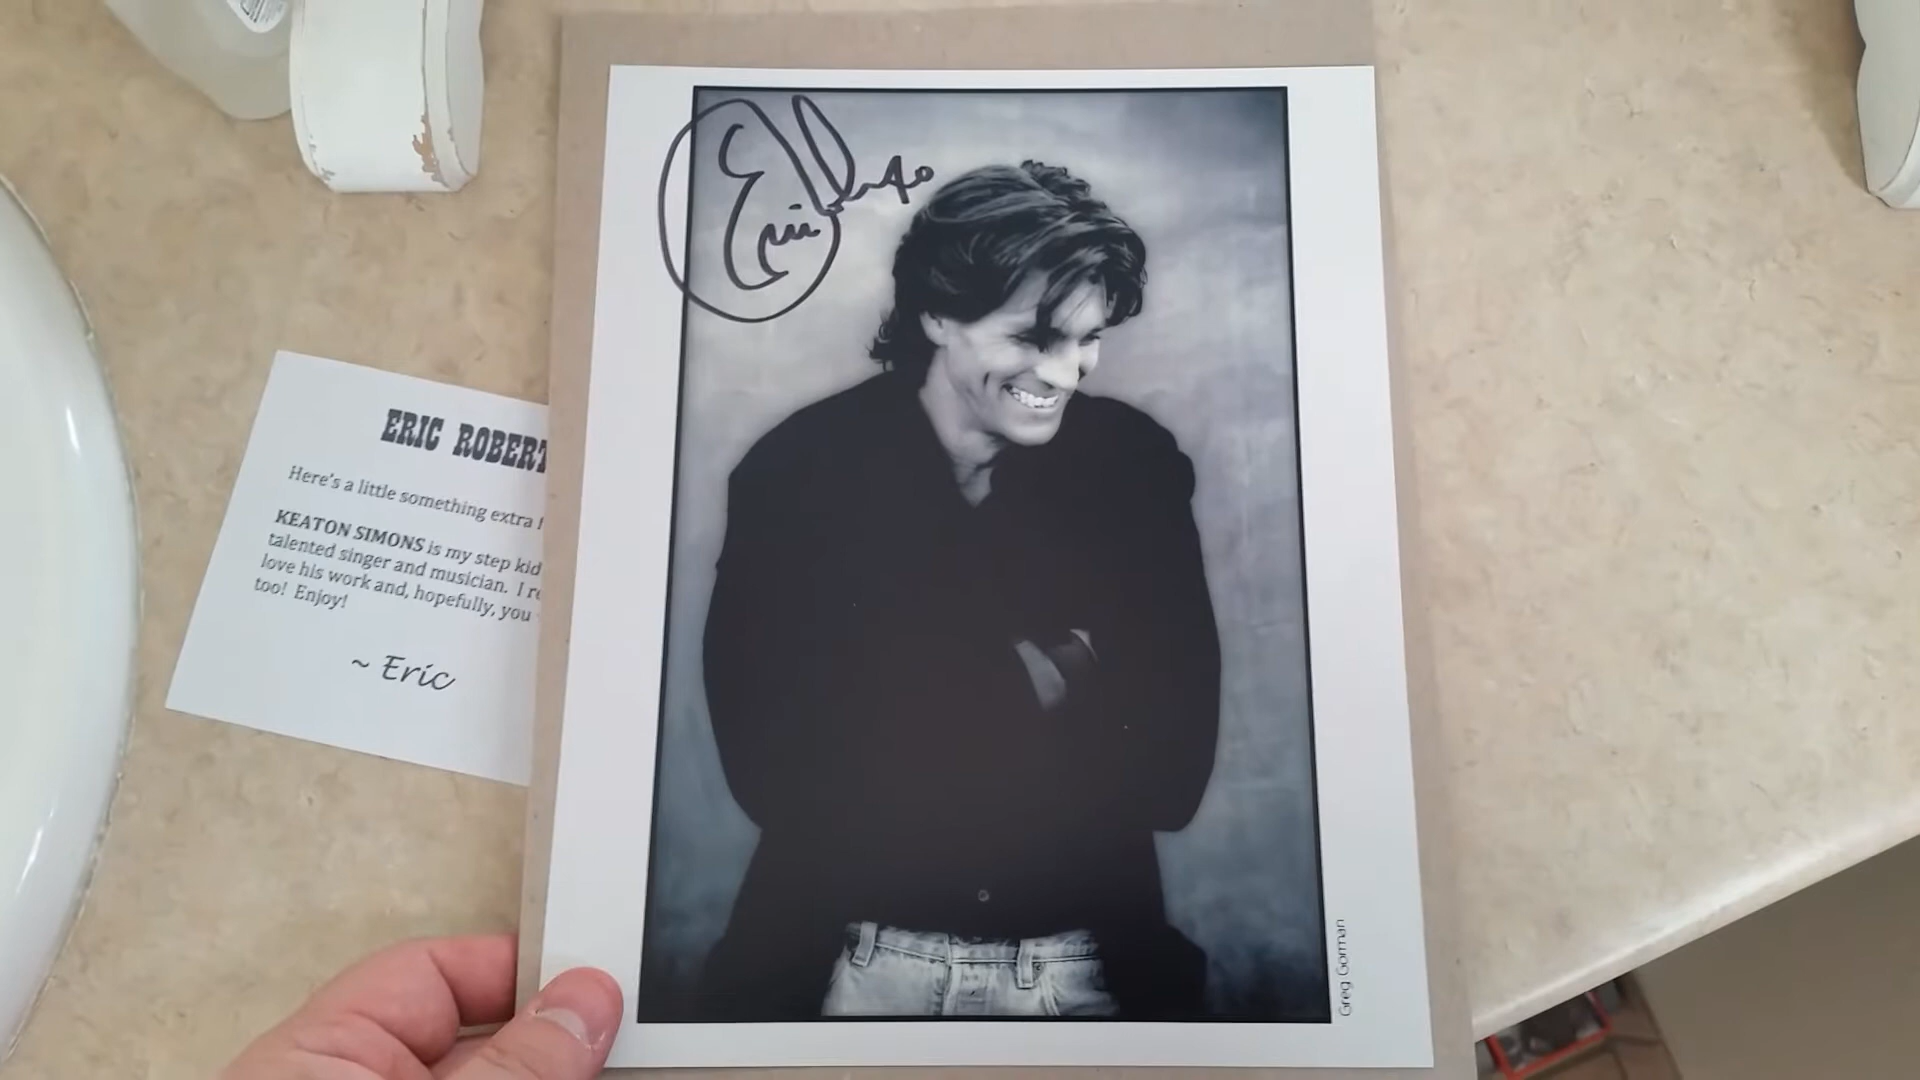 Eric
ERIC ROBERT
Here's a little something extra f
KEATON SIMONS is my step kid
talented singer and musician. I re
love his work and, hopefully, you
too! Enjoy!
~ Eric
Greg Gorman